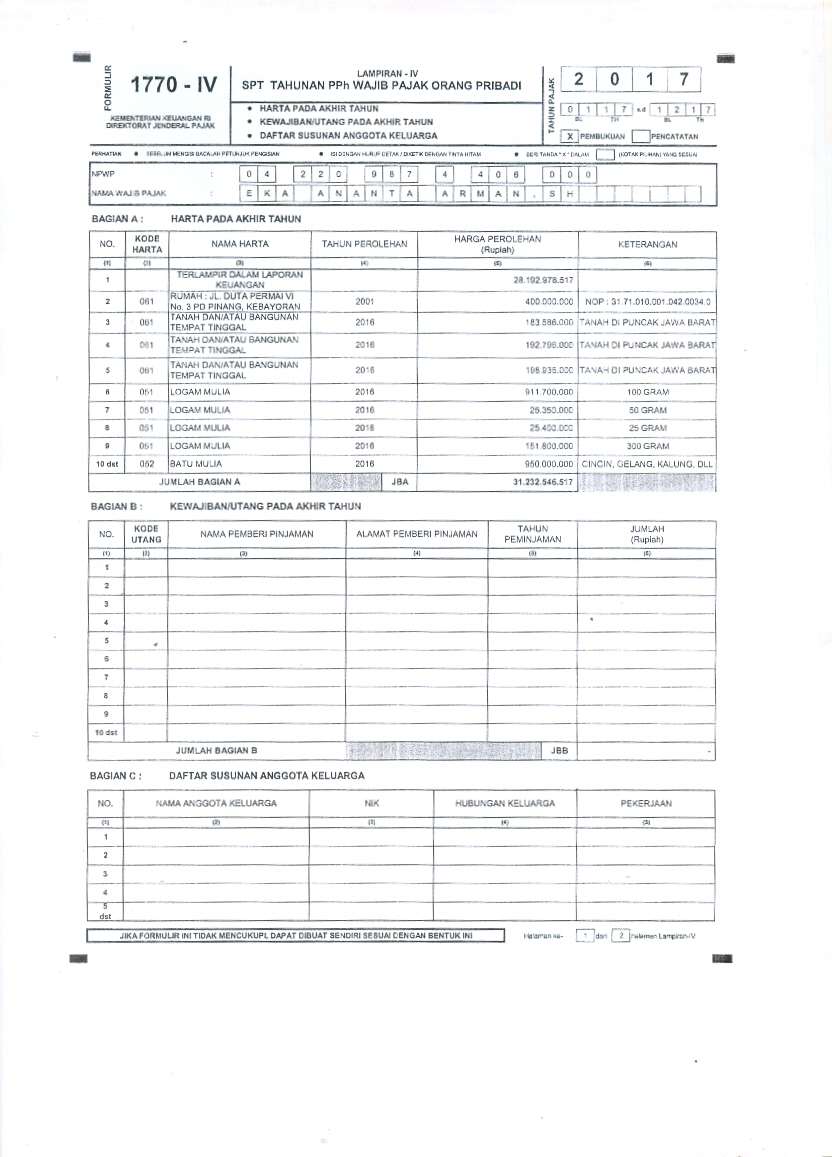 FORMULIR
1770 - IV
KEMENTERIAN KEUANGAN RI
DIREKTORAT JENDERAL PAJAK
LAMPIRAN - IV
SPT TAHUNAN PPh WAJIB PAJAK ORANG PRIBADI
• HARTA PADA AKHIR TAHUN
• KEWAJIBAN/UTANG PADA AKHIR TAHUN
• DAFTAR SUSUNAN ANGGOTA KELUARGA
TAHUN PAJAK
2 0 1 7
0 1 1 7 s.d 1 2 1 7
BL TH BL Th
X PEMBUKUAN PENCATATAN
PERHATIAN • SEBELUM MENGISI BACALAH PETUNJUK PENGISIAN • ISI DENGAN HURUF CETAK / DIKETIK DENGAN TINTA HITAM • BERI TANDA "X" DALAM (KOTAK PILIHAN) YANG SESUAI
NPWP : 0 4 2 2 0 9 8 7 4 4 0 6 0 0 0
NAMA WAJIB PAJAK : E K A A N A N T A A R M A N , S H
BAGIAN A : HARTA PADA AKHIR TAHUN
NO. KODE HARTA NAMA HARTA TAHUN PEROLEHAN HARGA PEROLEHAN (Rupiah) KETERANGAN
(1) (2) (3) (4) (5) (6)
1 TERLAMPIR DALAM LAPORAN KEUANGAN 28.192.978.517
2 061 RUMAH : JL. DUTA PERMAI VI No. 3 PD PINANG, KEBAYORAN 2001 400.000.000 NOP : 31.71.010.001.042.0034.0
3 061 TANAH DAN/ATAU BANGUNAN TEMPAT TINGGAL 2016 183.586.000 TANAH DI PUNCAK JAWA BARAT
4 061 TANAH DAN/ATAU BANGUNAN TEMPAT TINGGAL 2016 192.796.000 TANAH DI PUNCAK JAWA BARAT
5 061 TANAH DAN/ATAU BANGUNAN TEMPAT TINGGAL 2016 196.936.000 TANAH DI PUNCAK JAWA BARAT
6 051 LOGAM MULIA 2016 911.700.000 100 GRAM
7 051 LOGAM MULIA 2016 25.350.000 50 GRAM
8 051 LOGAM MULIA 2016 25.400.000 25 GRAM
9 051 LOGAM MULIA 2016 151.800.000 300 GRAM
10 dst 052 BATU MULIA 2016 950.000.000 CINCIN, GELANG, KALUNG, DLL
JUMLAH BAGIAN A JBA 31.232.546.517
BAGIAN B : KEWAJIBAN/UTANG PADA AKHIR TAHUN
NO. KODE UTANG NAMA PEMBERI PINJAMAN ALAMAT PEMBERI PINJAMAN TAHUN PEMINJAMAN JUMLAH (Rupiah)
(1) (2) (3) (4) (5) (6)
1
2
3
4
5
6
7
8
9
10 dst
JUMLAH BAGIAN B JBB -
BAGIAN C : DAFTAR SUSUNAN ANGGOTA KELUARGA
NO. NAMA ANGGOTA KELUARGA NIK HUBUNGAN KELUARGA PEKERJAAN
(1) (2) (3) (4) (5)
1
2
3
4
5 dst
JIKA FORMULIR INI TIDAK MENCUKUPI, DAPAT DIBUAT SENDIRI SESUAI DENGAN BENTUK INI
Halaman ke- 1 dari 2 halaman Lampiran-IV